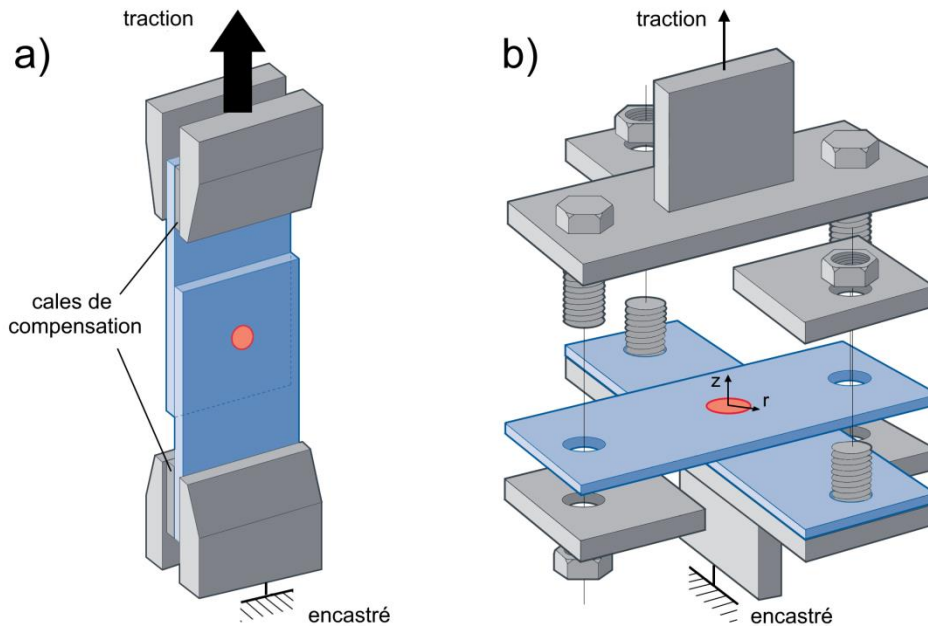 a)
traction
cales de
compensation
encastré
b)
traction
z
r
encastré